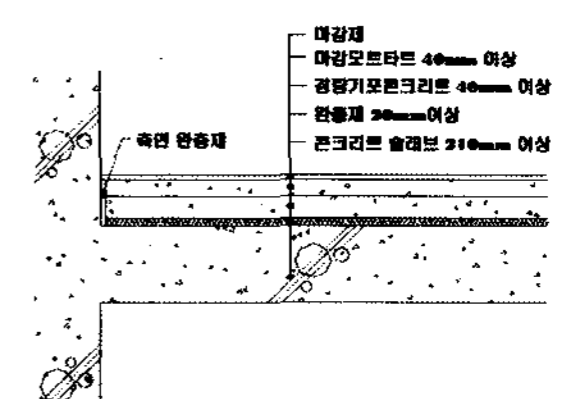 마감재
마감모르타르 40mm 이상
경량기포콘크리트 40mm 이상
완충재 20mm이상
콘크리트 슬래브 210mm 이상
측면 완충재